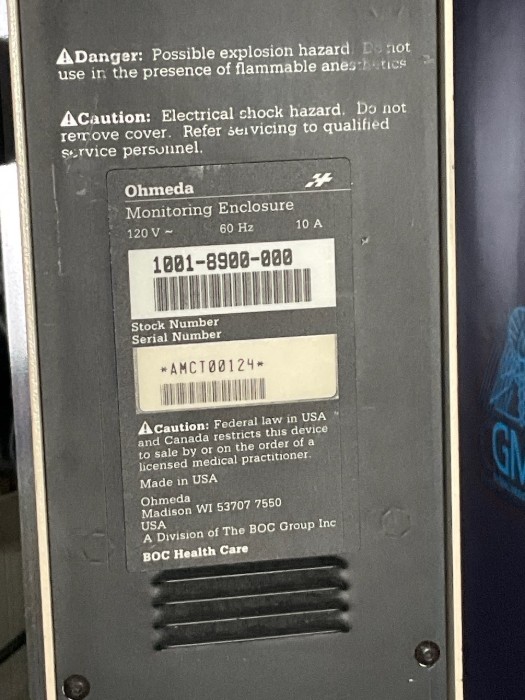 Danger: Possible explosion hazard. Do not
use in the presence of flammable anesthetics
Caution: Electrical shock hazard. Do not
remove cover. Refer servicing to qualified
service personnel.
Ohmeda
Monitoring Enclosure
120 V ~ 60 Hz 10 A
1001-8900-000
Stock Number
Serial Number
*AMCT00124*
Caution: Federal law in USA
and Canada restricts this device
to sale by or on the order of a
licensed medical practitioner.
Made in USA
Ohmeda
Madison WI 53707 7550
USA
A Division of The BOC Group Inc
BOC Health Care